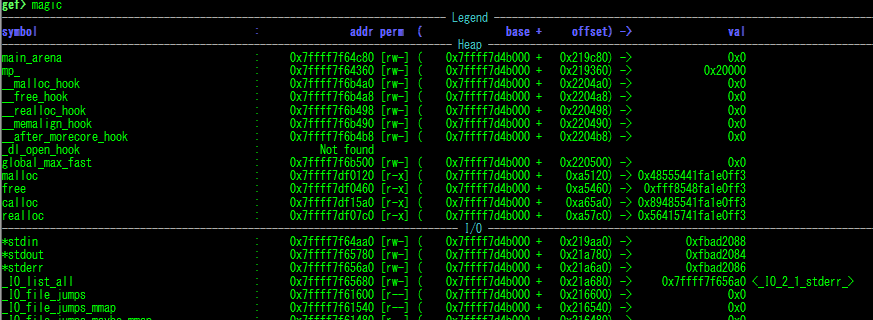 gef> magic
Legend
symbol : addr perm ( base + offset) -> val
Heap
main_arena : 0x7ffff7f64c80 [rw-] ( 0x7ffff7d4b000 + 0x219c80) -> 0x0
mp_ : 0x7ffff7f64360 [rw-] ( 0x7ffff7d4b000 + 0x219360) -> 0x20000
__malloc_hook : 0x7ffff7f6b4a0 [rw-] ( 0x7ffff7d4b000 + 0x2204a0) -> 0x0
__free_hook : 0x7ffff7f6b4a8 [rw-] ( 0x7ffff7d4b000 + 0x2204a8) -> 0x0
__realloc_hook : 0x7ffff7f6b498 [rw-] ( 0x7ffff7d4b000 + 0x220498) -> 0x0
__memalign_hook : 0x7ffff7f6b490 [rw-] ( 0x7ffff7d4b000 + 0x220490) -> 0x0
__after_morecore_hook : 0x7ffff7f6b4b8 [rw-] ( 0x7ffff7d4b000 + 0x2204b8) -> 0x0
_dl_open_hook : Not found
global_max_fast : 0x7ffff7f6b500 [rw-] ( 0x7ffff7d4b000 + 0x220500) -> 0x0
malloc : 0x7ffff7df0120 [r-x] ( 0x7ffff7d4b000 + 0xa5120) -> 0x48555441fa1e0ff3
free : 0x7ffff7df0460 [r-x] ( 0x7ffff7d4b000 + 0xa5460) -> 0xfff8548fa1e0ff3
calloc : 0x7ffff7df15a0 [r-x] ( 0x7ffff7d4b000 + 0xa65a0) -> 0x89485541fa1e0ff3
realloc : 0x7ffff7df07c0 [r-x] ( 0x7ffff7d4b000 + 0xa57c0) -> 0x56415741fa1e0ff3
I/O
*stdin : 0x7ffff7f64aa0 [rw-] ( 0x7ffff7d4b000 + 0x219aa0) -> 0xfbad2088
*stdout : 0x7ffff7f65780 [rw-] ( 0x7ffff7d4b000 + 0x21a780) -> 0xfbad2084
*stderr : 0x7ffff7f656a0 [rw-] ( 0x7ffff7d4b000 + 0x21a6a0) -> 0xfbad2086
_IO_list_all : 0x7ffff7f65680 [rw-] ( 0x7ffff7d4b000 + 0x21a680) -> 0x7ffff7f656a0 <_IO_2_1_stderr_>
_IO_file_jumps : 0x7ffff7f61600 [r--] ( 0x7ffff7d4b000 + 0x216600) -> 0x0
_IO_file_jumps_mmap : 0x7ffff7f61540 [r--] ( 0x7ffff7d4b000 + 0x216540) -> 0x0